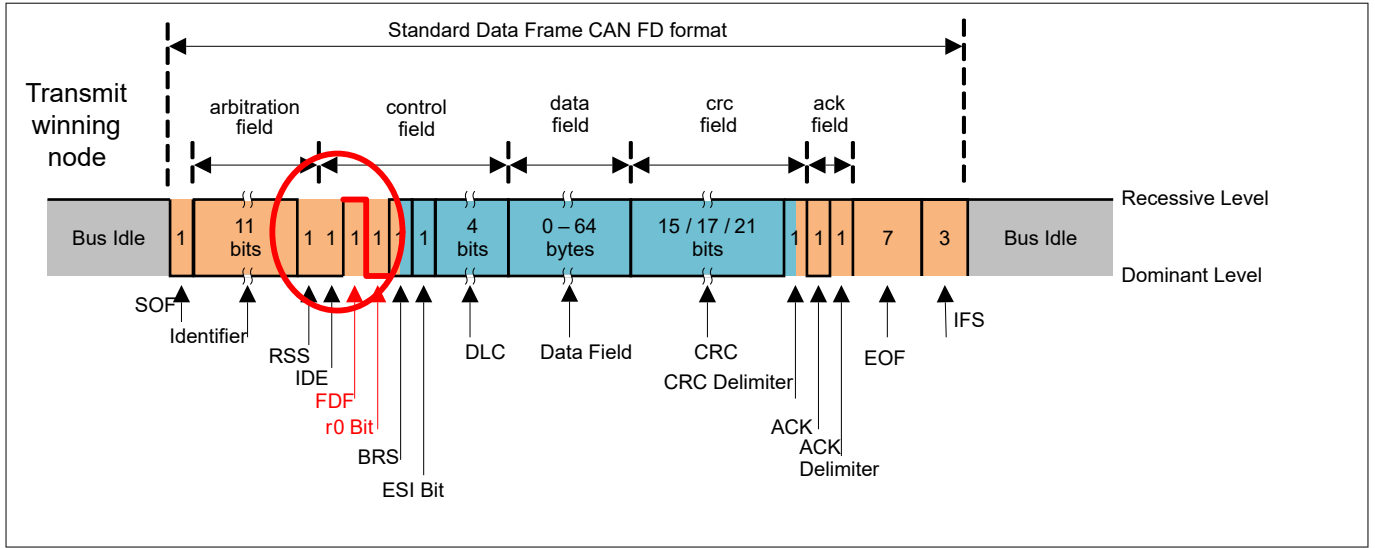 Standard Data Frame CAN FD format
Transmit
winning
node
arbitration
field
control
field
data
field
crc
field
ack
field
Recessive Level
Bus Idle
1
11
bits
1
1
1
1
1
1
4
bits
0 – 64
bytes
15 / 17 / 21
bits
1
1
1
7
3
Bus Idle
Dominant Level
SOF
Identifier
RSS
IDE
FDF
r0 Bit
BRS
ESI Bit
DLC
Data Field
CRC
CRC Delimiter
ACK
ACK
Delimiter
EOF
IFS